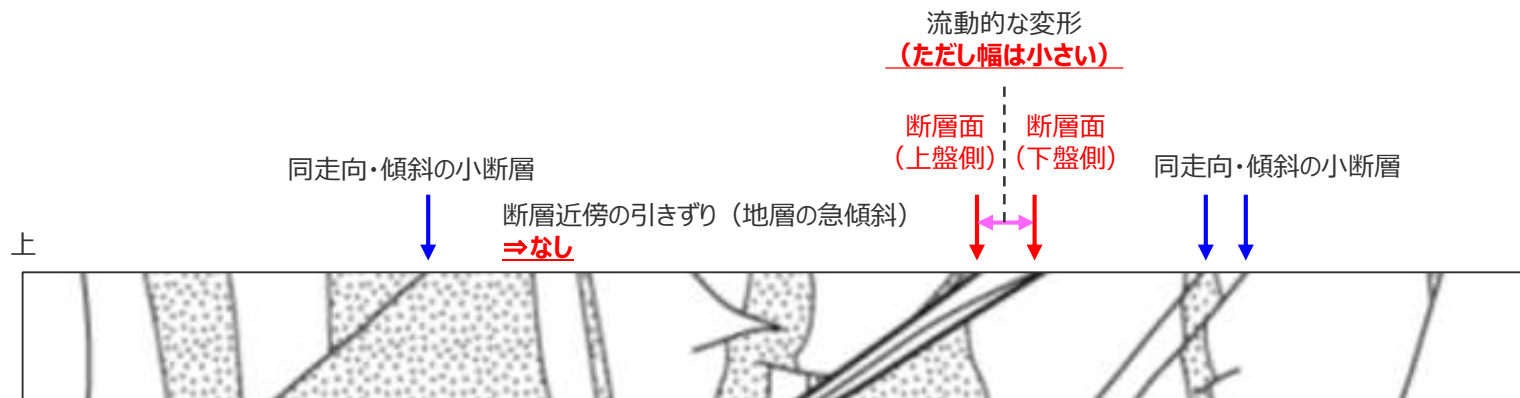 流動的な変形
（ただし幅は小さい）
断層面
（上盤側）
断層面
（下盤側）
同走向・傾斜の小断層
同走向・傾斜の小断層
断層近傍の引きずり（地層の急傾斜）
⇒なし
上